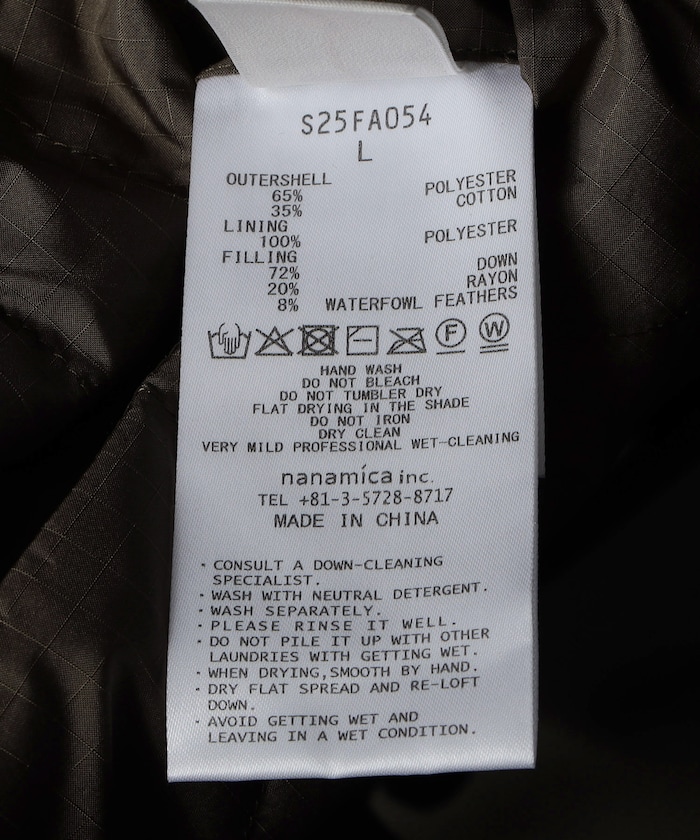 S25FA054
L
OUTERSHELL
65% POLYESTER
35% COTTON
LINING
100% POLYESTER
FILLING
72% DOWN
20% RAYON
8% WATERFOWL FEATHERS
F W
HAND WASH
DO NOT BLEACH
DO NOT TUMBLER DRY
FLAT DRYING IN THE SHADE
DO NOT IRON
DRY CLEAN
VERY MILD PROFESSIONAL WET-CLEANING
nanamica inc.
TEL +81-3-5728-8717
MADE IN CHINA
・CONSULT A DOWN-CLEANING
SPECIALIST.
・WASH WITH NEUTRAL DETERGENT.
・WASH SEPARATELY.
・PLEASE RINSE IT WELL.
・DO NOT PILE IT UP WITH OTHER
LAUNDRIES WITH GETTING WET.
・WHEN DRYING,SMOOTH BY HAND.
・DRY FLAT SPREAD AND RE-LOFT
DOWN.
・AVOID GETTING WET AND
LEAVING IN A WET CONDITION.